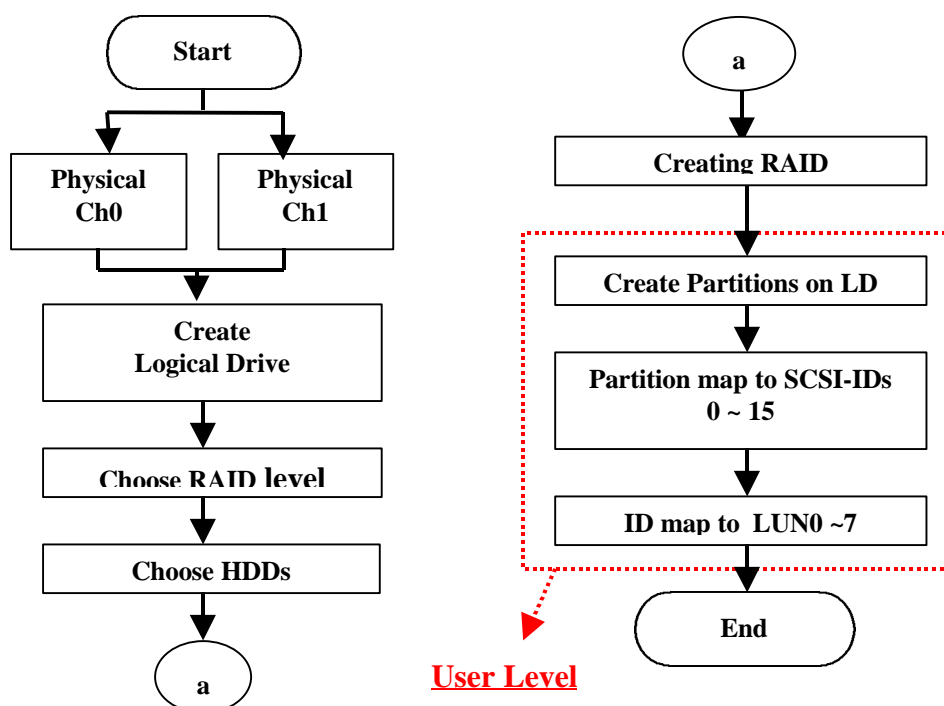 Start
Physical
Ch0
Physical
Ch1
Create
Logical Drive
Choose RAID level
Choose HDDs
a
a
Creating RAID
Create Partitions on LD
Partition map to SCSI-IDs
0 ~ 15
ID map to LUN0 ~7
End
User Level